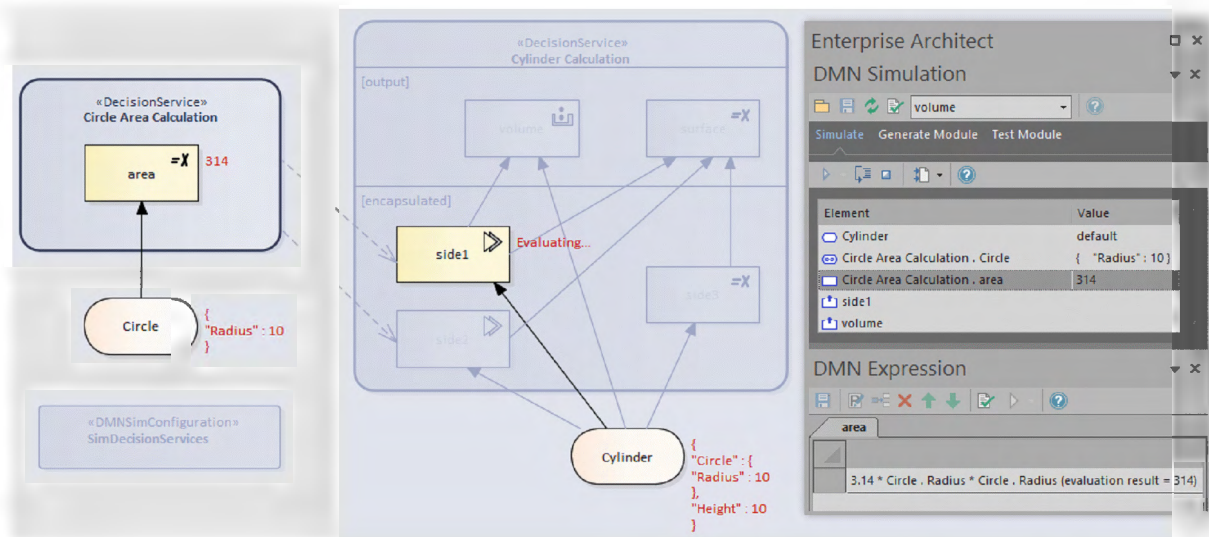 «DecisionService»
Circle Area Calculation
=X
area
314
Circle
{
"Radius" : 10
}
«DMNSimConfiguration»
SimDecisionServices
«DecisionService»
Cylinder Calculation
[output]
volume
=X
surface
[encapsulated]
side1
Evaluating...
=X
side3
side2
Cylinder
{
"Circle" : {
"Radius" : 10
},
"Height" : 10
}
Enterprise Architect
DMN Simulation
volume
Simulate Generate Module Test Module
Element Value
Cylinder default
Circle Area Calculation . Circle { "Radius" : 10 }
Circle Area Calculation . area 314
side1
volume
DMN Expression
area
3.14 * Circle . Radius * Circle . Radius (evaluation result = 314)